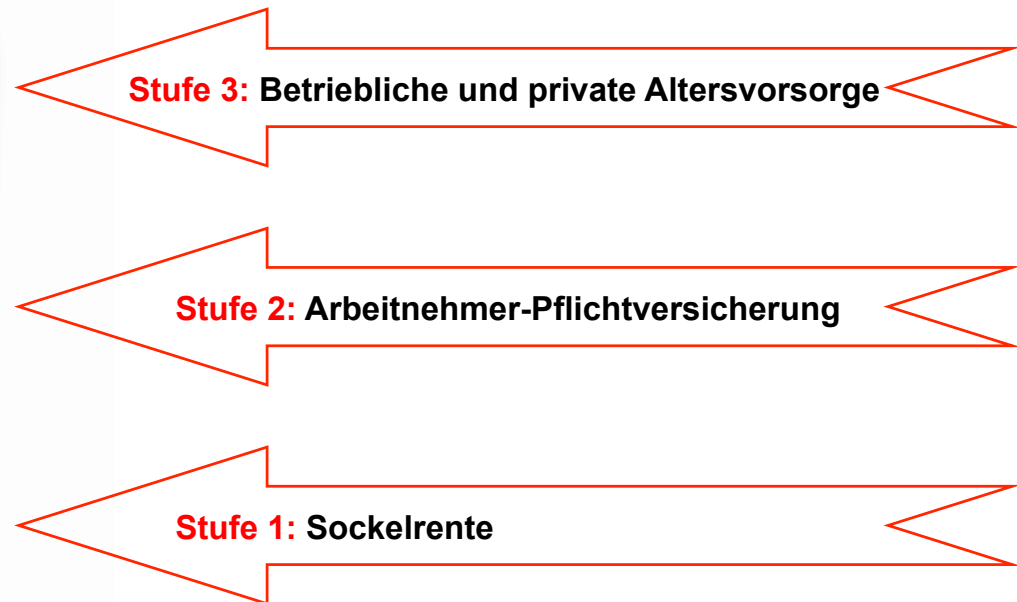 Stufe 3: Betriebliche und private Altersvorsorge
Stufe 2: Arbeitnehmer-Pflichtversicherung
Stufe 1: Sockelrente